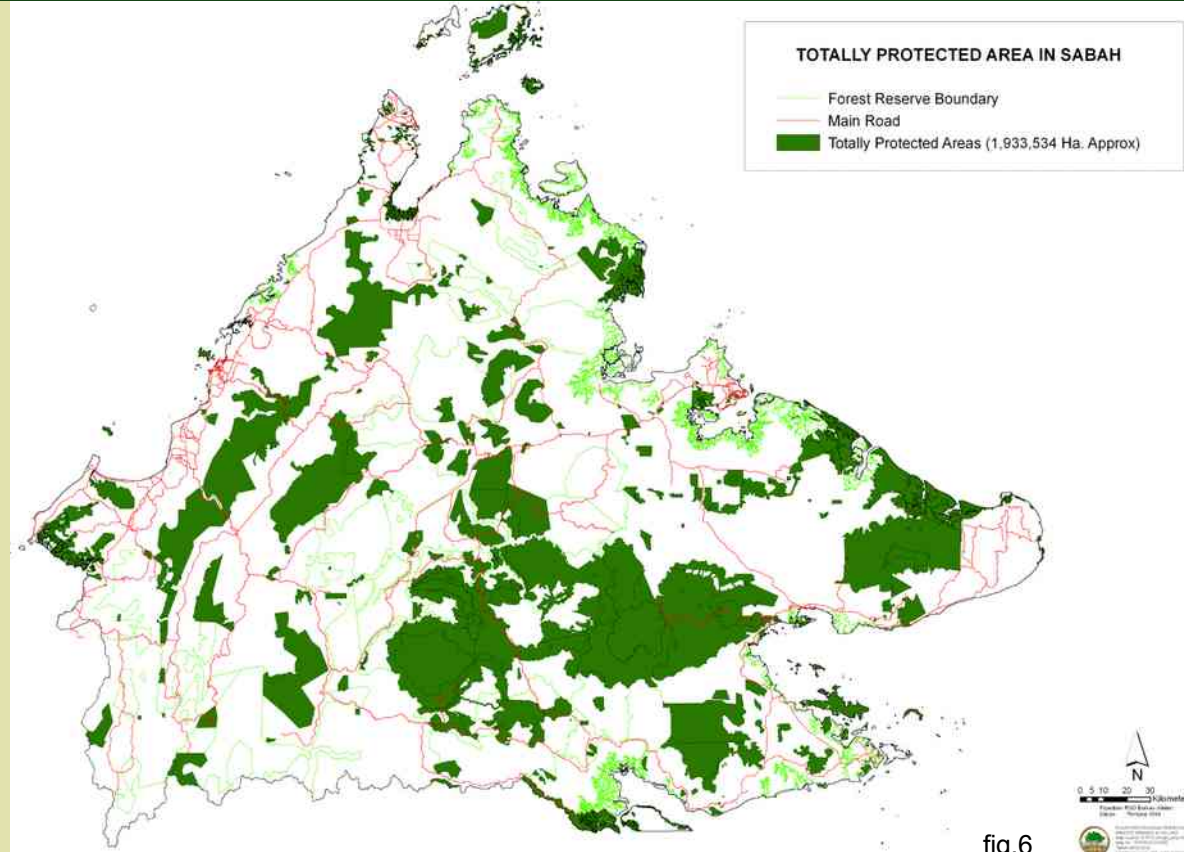 TOTALLY PROTECTED AREA IN SABAH
Forest Reserve Boundary
Main Road
Totally Protected Areas (1,933,534 Ha. Approx)
N
0 5 10 20 30
Kilomete
fig.6